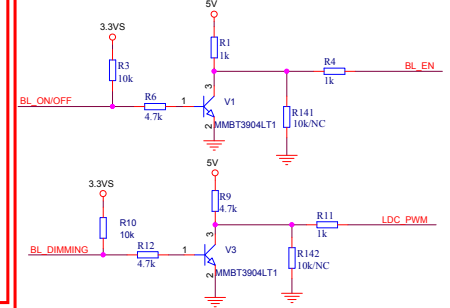 5V
3.3VS
R1
1k
R3
10k
R4
1k
BL_EN
BL_ON/OFF
R6
4.7k
1
3
2
V1
MMBT3904LT1
R141
10k/NC
5V
3.3VS
R9
4.7k
R10
10k
R11
1k
LDC_PWM
BL_DIMMING
R12
4.7k
1
3
2
V3
MMBT3904LT1
R142
10k/NC